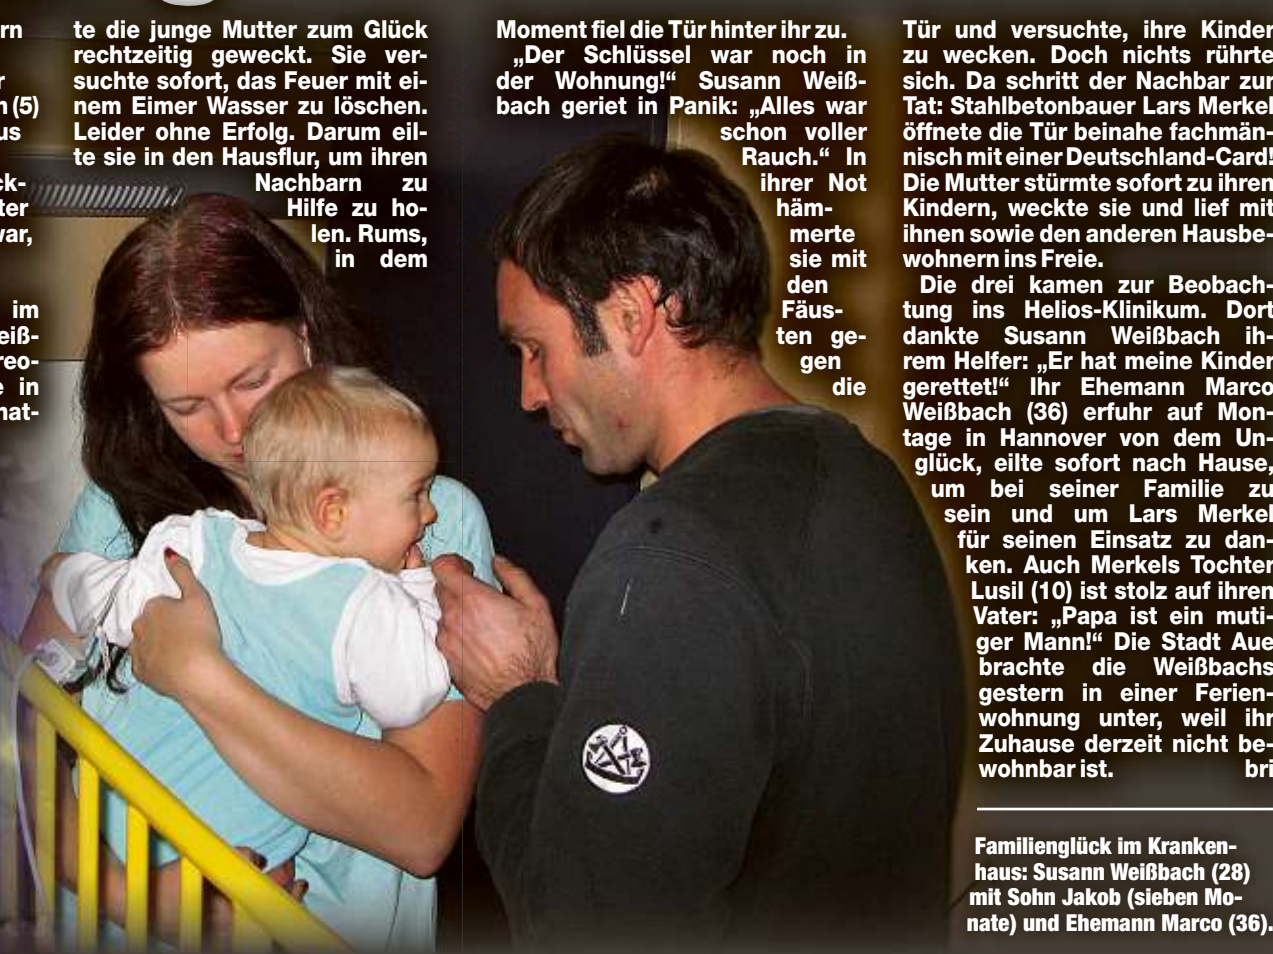 rn
r
n (5)
us
ck-
ter
var,
im
eiß-
reo-
e in
hat-
te die junge Mutter zum Glück
rechtzeitig geweckt. Sie ver-
suchte sofort, das Feuer mit ei-
nem Eimer Wasser zu löschen.
Leider ohne Erfolg. Darum eil-
te sie in den Hausflur, um ihren
Nachbarn zu
Hilfe zu ho-
len. Rums,
in dem
Moment fiel die Tür hinter ihr zu.
„Der Schlüssel war noch in
der Wohnung!“ Susann Weiß-
bach geriet in Panik: „Alles war
schon voller
Rauch.“ In
ihrer Not
häm-
merte
sie mit
den
Fäus-
ten ge-
gen
die
Tür und versuchte, ihre Kinder
zu wecken. Doch nichts rührte
sich. Da schritt der Nachbar zur
Tat: Stahlbetonbauer Lars Merkel
öffnete die Tür beinahe fachmän-
nisch mit einer Deutschland-Card!
Die Mutter stürmte sofort zu ihren
Kindern, weckte sie und lief mit
ihnen sowie den anderen Hausbe-
wohnern ins Freie.
Die drei kamen zur Beobach-
tung ins Helios-Klinikum. Dort
dankte Susann Weißbach ih-
rem Helfer: „Er hat meine Kinder
gerettet!“ Ihr Ehemann Marco
Weißbach (36) erfuhr auf Mon-
tage in Hannover von dem Un-
glück, eilte sofort nach Hause,
um bei seiner Familie zu
sein und um Lars Merkel
für seinen Einsatz zu dan-
ken. Auch Merkels Tochter
Lusil (10) ist stolz auf ihren
Vater: „Papa ist ein muti-
ger Mann!“ Die Stadt Aue
brachte die Weißbachs
gestern in einer Ferien-
wohnung unter, weil ihr
Zuhause derzeit nicht be-
wohnbar ist. bri
Familienglück im Kranken-
haus: Susann Weißbach (28)
mit Sohn Jakob (sieben Mo-
nate) und Ehemann Marco (36).